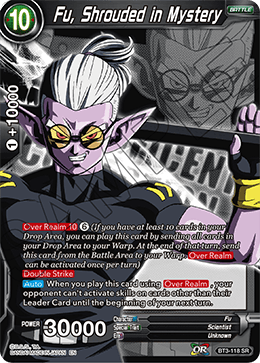 10
Fu, Shrouded in Mystery
BATTLE
+10000
Over Realm 10 6 (If you have at least 10 cards in your
Drop Area, you can play this card by sending all cards in
your Drop Area to your Warp. At the end of that turn, send
this card from the Battle Area to your Warp. Over Realm
can be activated once per turn)
Double Strike
Auto When you play this card using Over Realm, your
opponent can't activate skills on cards other than their
Leader Card until the beginning of your next turn.
POWER 30000
Character Fu
Special Trait Scientist
Era Unknown
BT3-118 SR